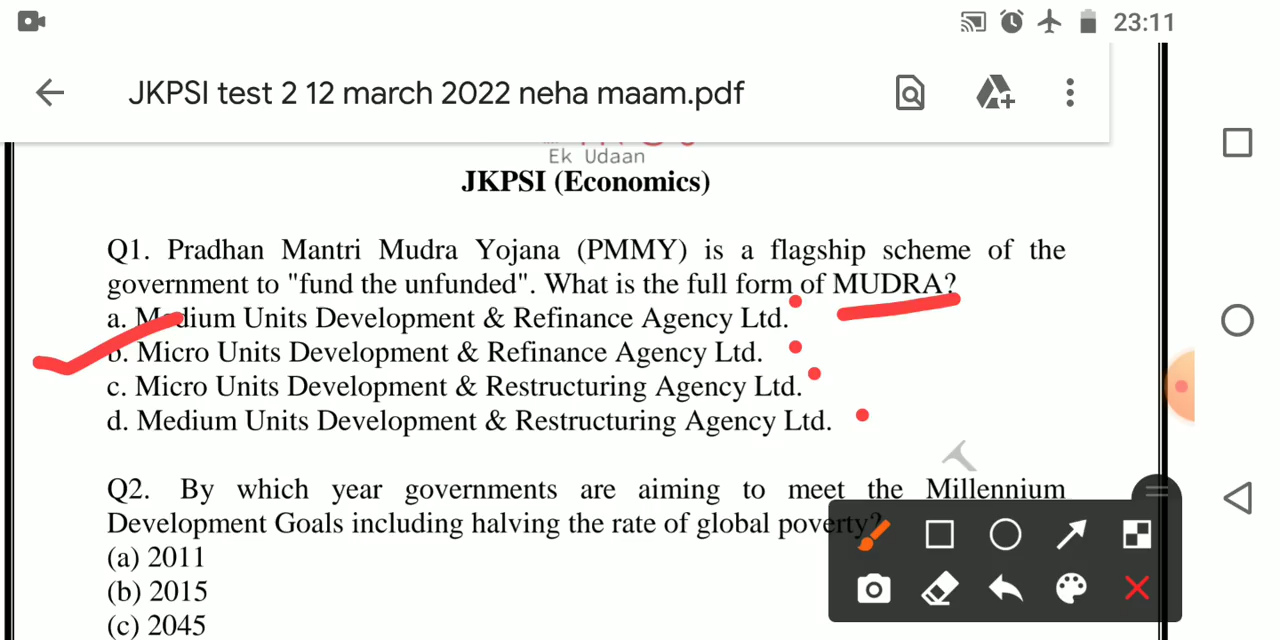 23:11
JKPSI test 2 12 march 2022 neha maam.pdf
Ek Udaan
JKPSI (Economics)
Q1. Pradhan Mantri Mudra Yojana (PMMY) is a flagship scheme of the
government to "fund the unfunded". What is the full form of MUDRA?
a. Medium Units Development & Refinance Agency Ltd.
b. Micro Units Development & Refinance Agency Ltd.
c. Micro Units Development & Restructuring Agency Ltd.
d. Medium Units Development & Restructuring Agency Ltd.
Q2. By which year governments are aiming to meet the Millennium
Development Goals including halving the rate of global poverty?
(a) 2011
(b) 2015
(c) 2045